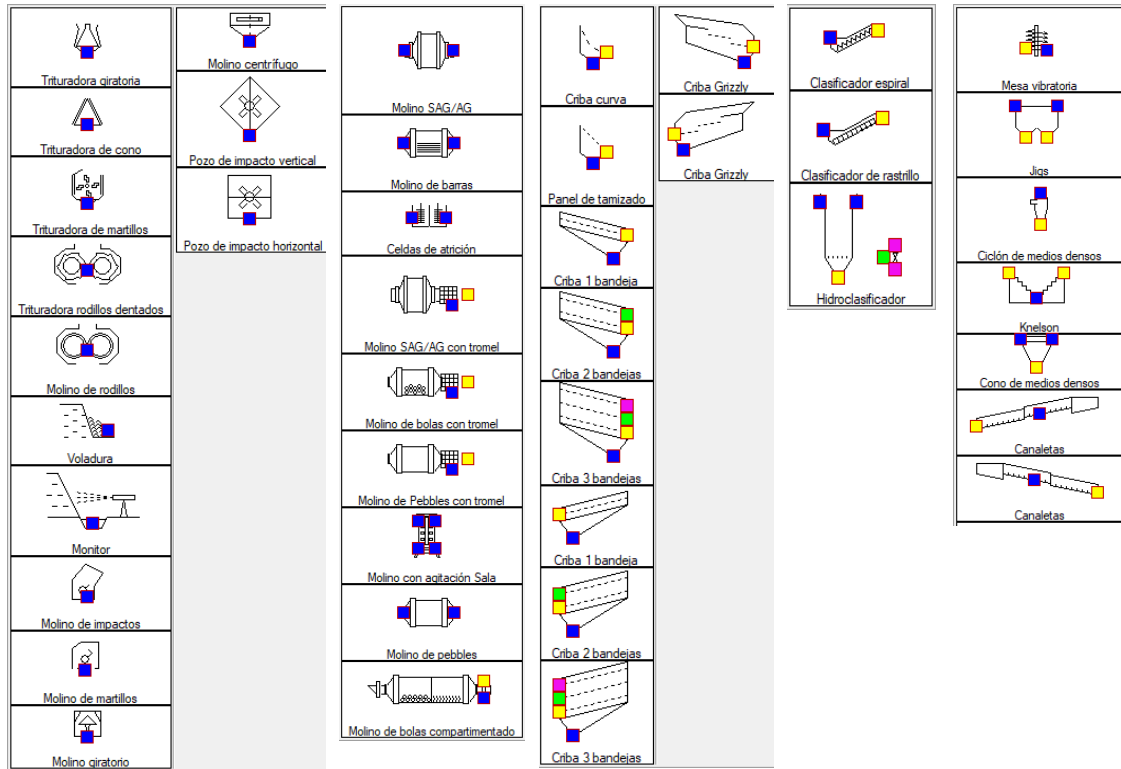 Trituradora giratoria
Trituradora de cono
Trituradora de martillos
Trituradora rodillos dentados
Molino de rodillos
Voladura
Monitor
Molino de impactos
Molino de martillos
Molino giratorio
Molino centrífugo
Pozo de impacto vertical
Pozo de impacto horizontal
Molino SAG/AG
Molino de barras
Celdas de atrición
Molino SAG/AG con tromel
Molino de bolas con tromel
Molino de Pebbles con tromel
Molino con agitación Sala
Molino de pebbles
Molino de bolas compartimentado
Criba curva
Panel de tamizado
Criba 1 bandeja
Criba 2 bandejas
Criba 3 bandejas
Criba 1 bandeja
Criba 2 bandejas
Criba 3 bandejas
Criba Grizzly
Criba Grizzly
Clasificador espiral
Clasificador de rastrillo
Hidroclasificador
Mesa vibratoria
Jigs
Ciclón de medios densos
Knelson
Cono de medios densos
Canaletas
Canaletas